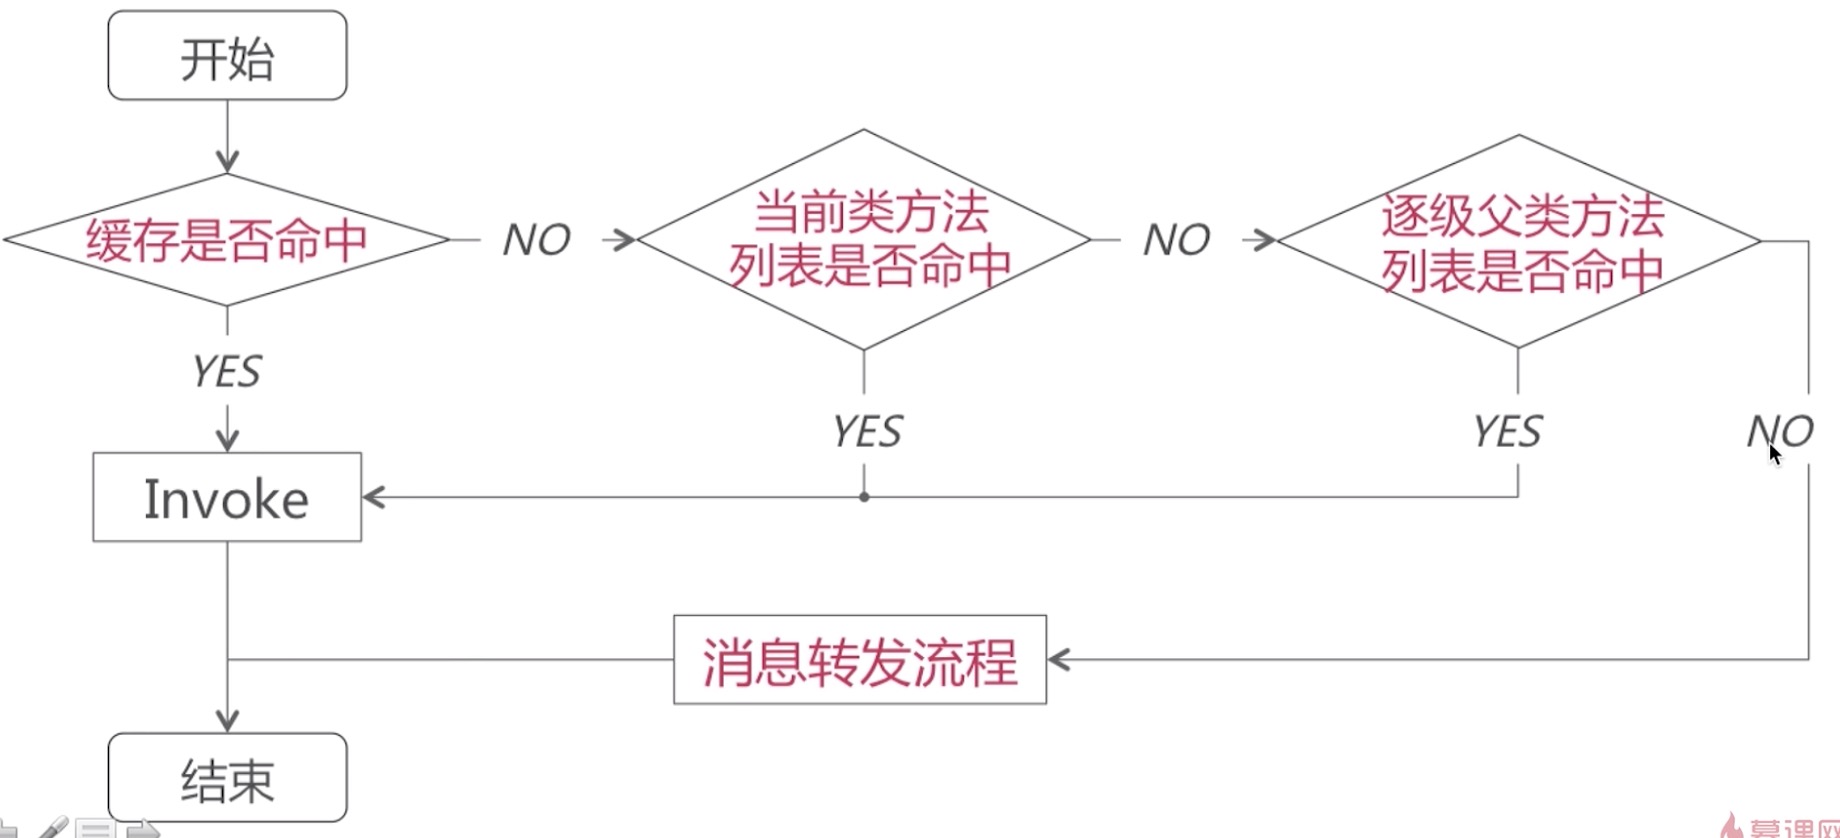 开始
缓存是否命中
NO
当前类方法
列表是否命中
NO
逐级父类方法
列表是否命中
YES
YES
YES
NO
Invoke
消息转发流程
结束
慕课网